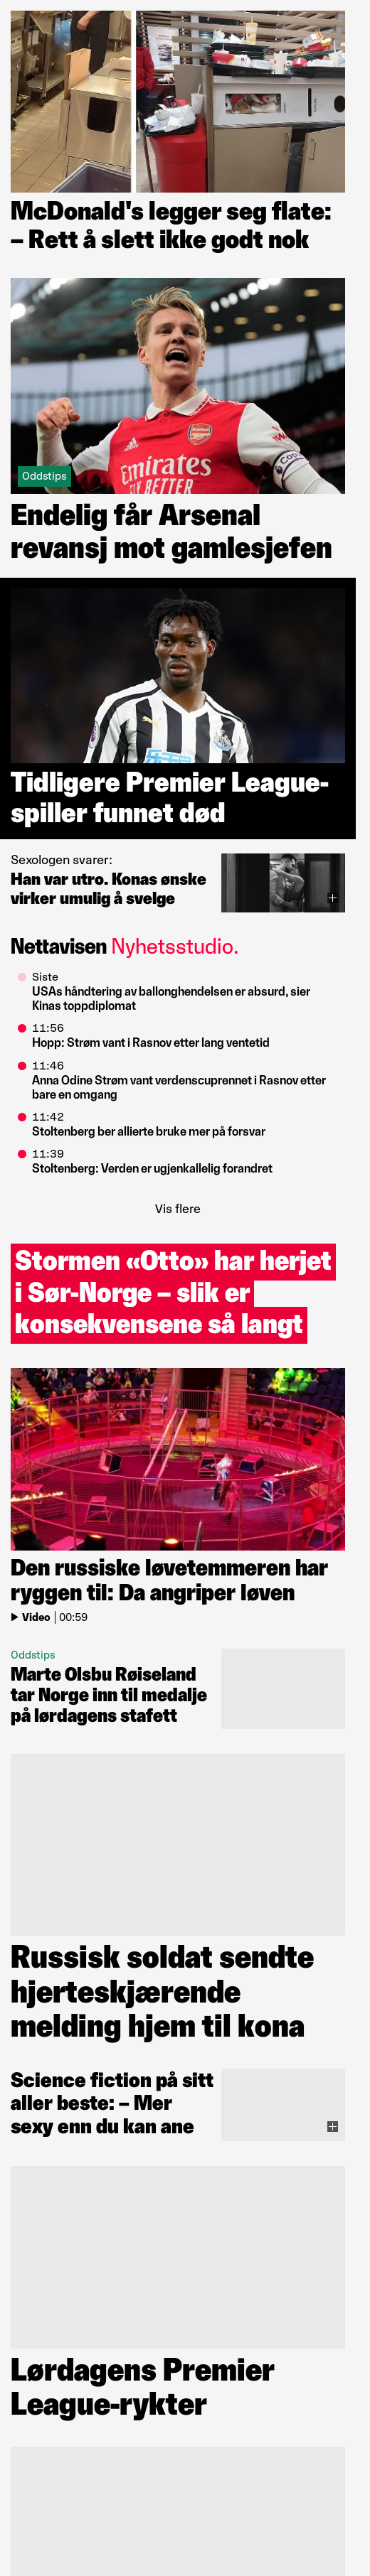 McDonald's legger seg flate:
– Rett å slett ikke godt nok
Emirates
FLY BETTER
Oddstips
Endelig får Arsenal
revansj mot gamlesjefen
Tidligere Premier League-
spiller funnet død
Sexologen svarer:
Han var utro. Konas ønske
virker umulig å svelge
Nettavisen Nyhetsstudio.
Siste
USAs håndtering av ballonghendelsen er absurd, sier
Kinas toppdiplomat
11:56
Hopp: Strøm vant i Rasnov etter lang ventetid
11:46
Anna Odine Strøm vant verdenscuprennet i Rasnov etter
bare en omgang
11:42
Stoltenberg ber allierte bruke mer på forsvar
11:39
Stoltenberg: Verden er ugjenkallelig forandret
Vis flere
Stormen «Otto» har herjet
i Sør-Norge – slik er
konsekvensene så langt
Den russiske løvetemmeren har
ryggen til: Da angriper løven
Video | 00:59
Oddstips
Marte Olsbu Røiseland
tar Norge inn til medalje
på lørdagens stafett
Russisk soldat sendte
hjerteskjærende
melding hjem til kona
Science fiction på sitt
aller beste: – Mer
sexy enn du kan ane
Lørdagens Premier
League-rykter